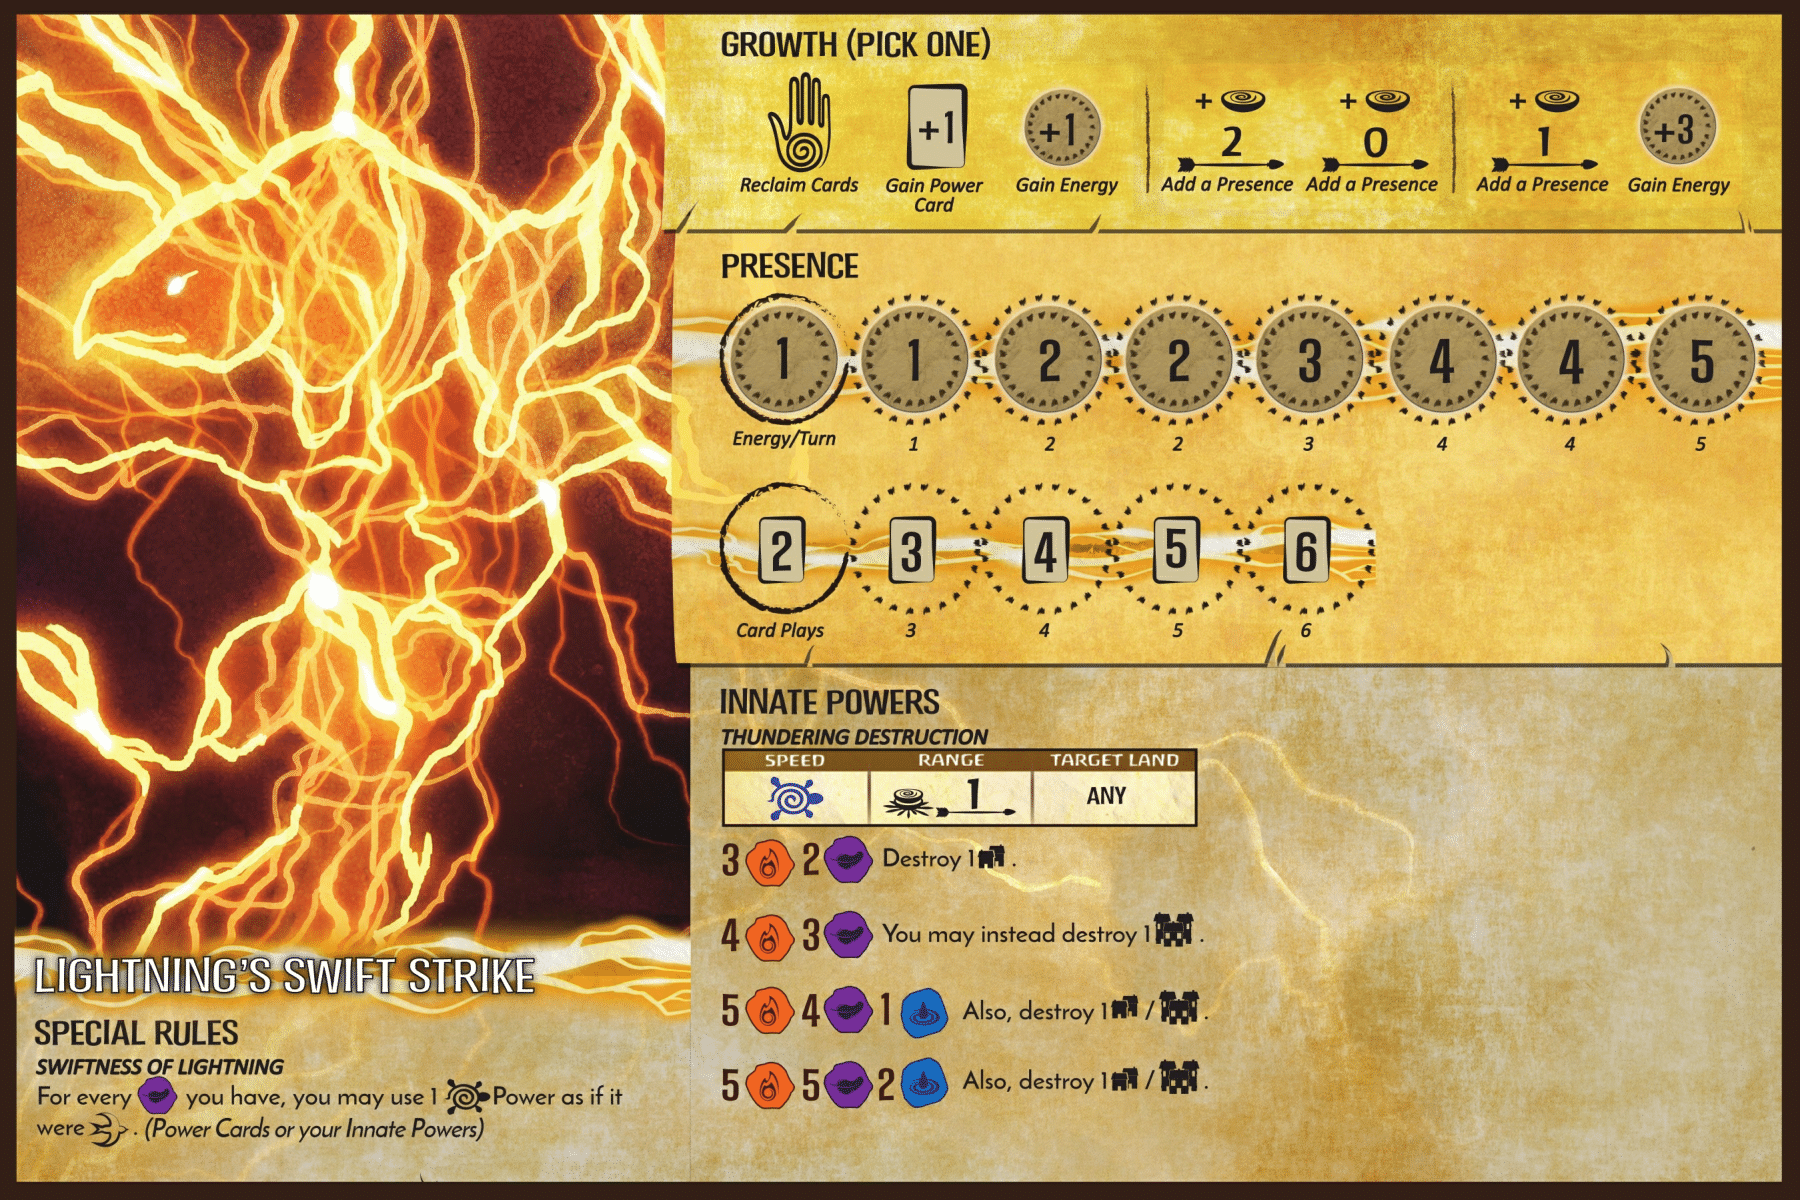 GROWTH (PICK ONE)
+1 +1 + 2 + 0 + 1 +3
Reclaim Cards Gain Power Card Gain Energy Add a Presence Add a Presence Add a Presence Gain Energy
PRESENCE
1 1 2 2 3 4 4 5
Energy/Turn 1 2 2 3 4 4 5
2 3 4 5 6
Card Plays 3 4 5 6
INNATE POWERS
THUNDERING DESTRUCTION
SPEED RANGE TARGET LAND
1 ANY
3 2 Destroy 1 .
4 3 You may instead destroy 1 .
5 4 1 Also, destroy 1 / .
5 5 2 Also, destroy 1 / .
LIGHTNING'S SWIFT STRIKE
SPECIAL RULES
SWIFTNESS OF LIGHTNING
For every you have, you may use 1 Power as if it
were . (Power Cards or your Innate Powers)